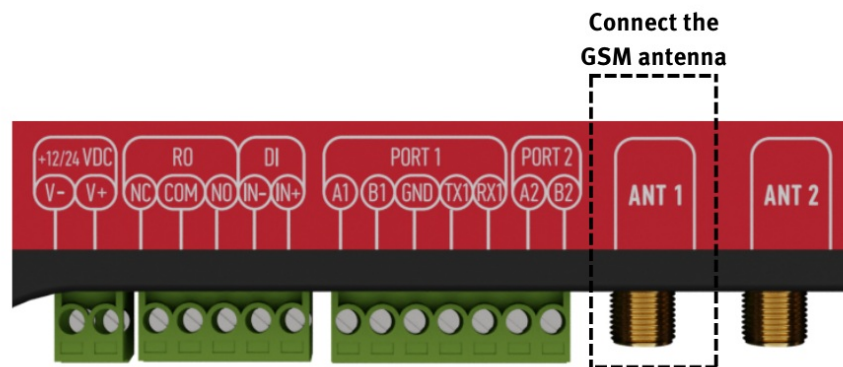 Connect the
GSM antenna
+12/24 VDC RO DI PORT 1 PORT 2
V- V+ NC COM NO IN- IN+ A1 B1 GND TX1 RX1 A2 B2
ANT 1 ANT 2